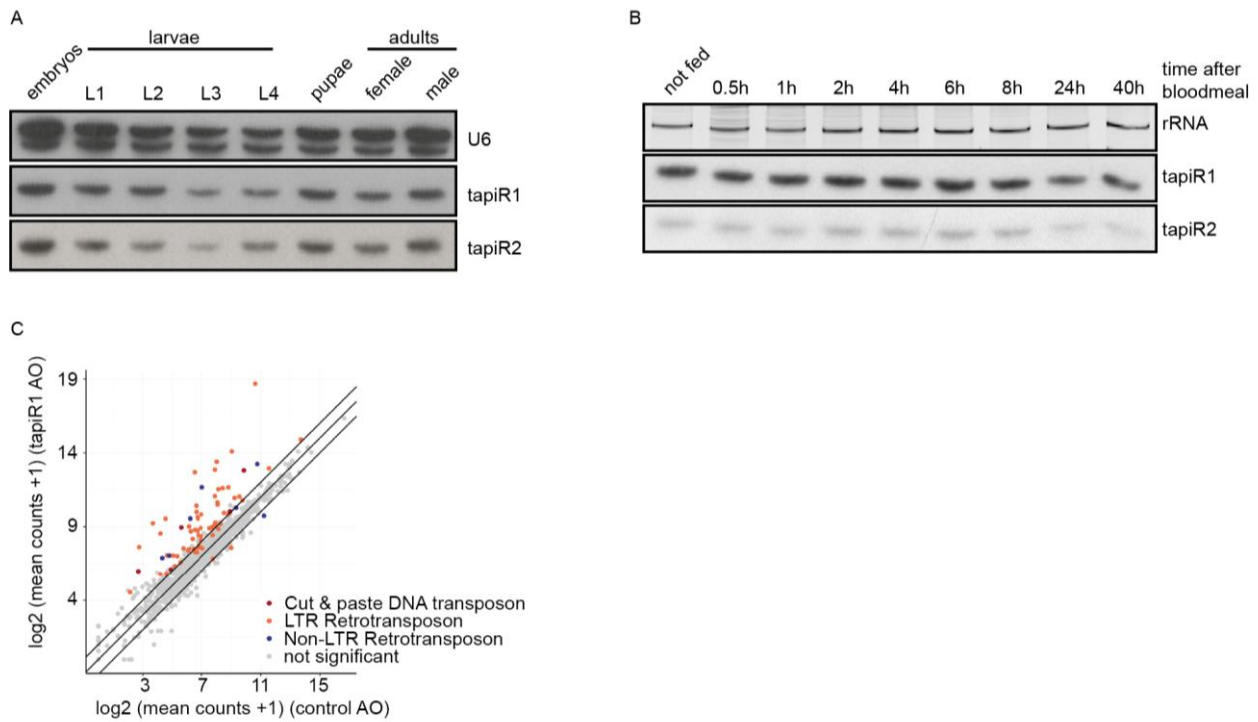 A
larvae
adults
embryos
L1 L2 L3 L4
pupae
female
male
U6
tapiR1
tapiR2
B
not fed
0.5h 1h 2h 4h 6h 8h 24h 40h
time after
bloodmeal
rRNA
tapiR1
tapiR2
C
log2 (mean counts +1) (tapiR1 AO)
19
14
9
4
Cut & paste DNA transposon
LTR Retrotransposon
Non-LTR Retrotransposon
not significant
3 7 11 15
log2 (mean counts +1) (control AO)